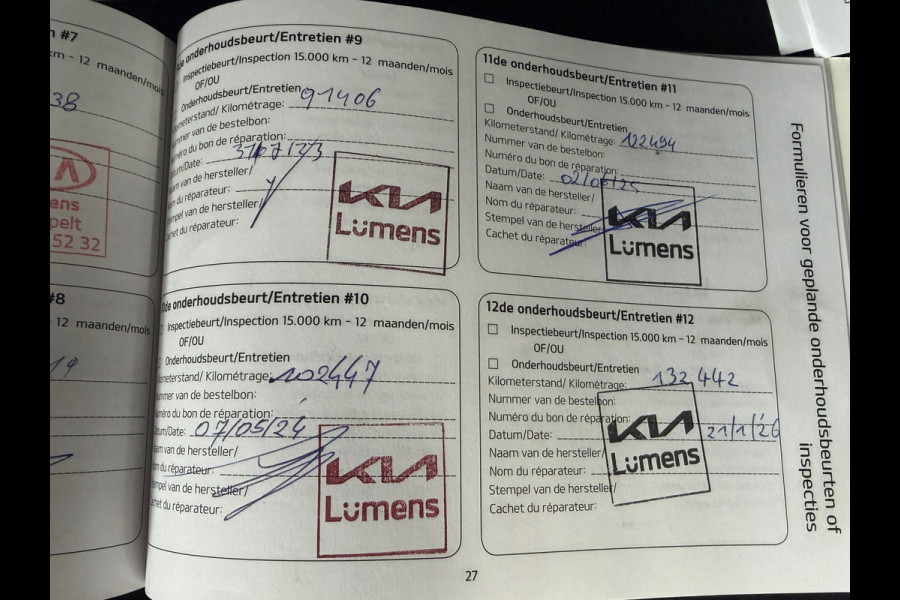 #7
km - 12 maanden/mois
38
ens
pelt
52 32
#8
12 maanden/mois
19
de onderhoudsbeurt/Entretien #9
Inspectiebeurt/Inspection 15.000 km - 12 maanden/mois
OF/OU
Onderhoudsbeurt/Entretien
Kilometerstand/ Kilométrage: 91406
Nummer van de bestelbon:
Numéro du bon de réparation:
Datum/Date: 31/07/23
Naam van de hersteller/
Nom du réparateur:
Stempel van de hersteller/
Cachet du réparateur:
KIA
Lumens
10de onderhoudsbeurt/Entretien #10
Inspectiebeurt/Inspection 15.000 km - 12 maanden/mois
OF/OU
Onderhoudsbeurt/Entretien
Kilometerstand/ Kilométrage: 102447
Nummer van de bestelbon:
Numéro du bon de réparation:
Datum/Date: 07/05/24
Naam van de hersteller/
Nom du réparateur:
Stempel van de hersteller/
Cachet du réparateur:
KIA
Lumens
11de onderhoudsbeurt/Entretien #11
Inspectiebeurt/Inspection 15.000 km - 12 maanden/mois
OF/OU
Onderhoudsbeurt/Entretien
Kilometerstand/ Kilométrage: 122494
Nummer van de bestelbon:
Numéro du bon de réparation:
Datum/Date: 02/06/25
Naam van de hersteller/
Nom du réparateur:
Stempel van de hersteller/
Cachet du réparateur:
KIA
Lumens
12de onderhoudsbeurt/Entretien #12
Inspectiebeurt/Inspection 15.000 km - 12 maanden/mois
OF/OU
Onderhoudsbeurt/Entretien
Kilometerstand/ Kilométrage: 132442
Nummer van de bestelbon:
Numéro du bon de réparation:
Datum/Date: 21/1/26
Naam van de hersteller/
Nom du réparateur:
Stempel van de hersteller/
Cachet du réparateur:
KIA
Lumens
Formulieren voor geplande onderhoudsbeurten of
inspecties
27